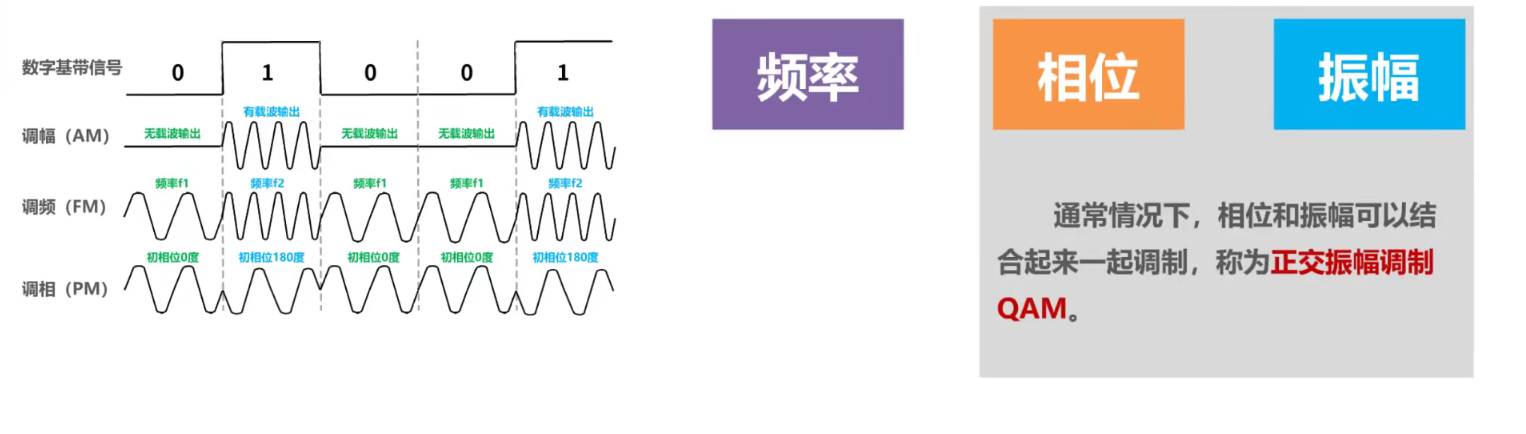 数字基带信号
0 1 0 0 1
有载波输出 有载波输出
调幅（AM） 无载波输出 无载波输出 无载波输出
频率f1 频率f2 频率f1 频率f1 频率f2
调频（FM）
初相位0度 初相位180度 初相位0度 初相位0度 初相位180度
调相（PM）
频率
相位
振幅
通常情况下，相位和振幅可以结
合起来一起调制，称为正交振幅调制
QAM。